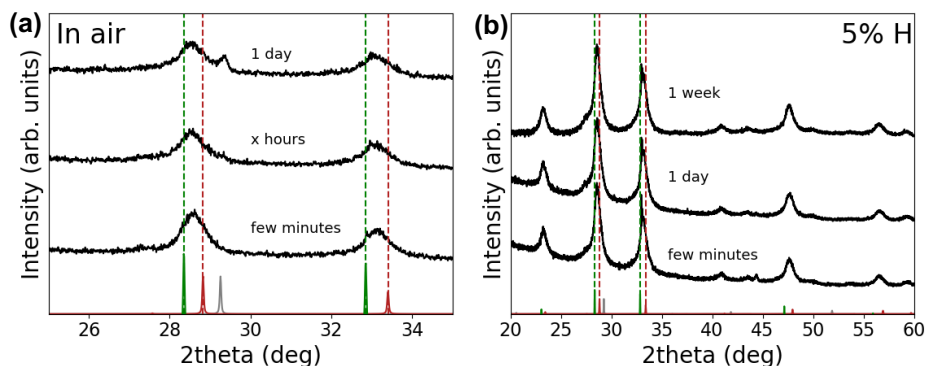 (a) In air
1 day
x hours
few minutes
Intensity (arb. units)
26 28 30 32 34
2theta (deg)
(b) 5% H
1 week
1 day
few minutes
Intensity (arb. units)
20 25 30 35 40 45 50 55 60
2theta (deg)